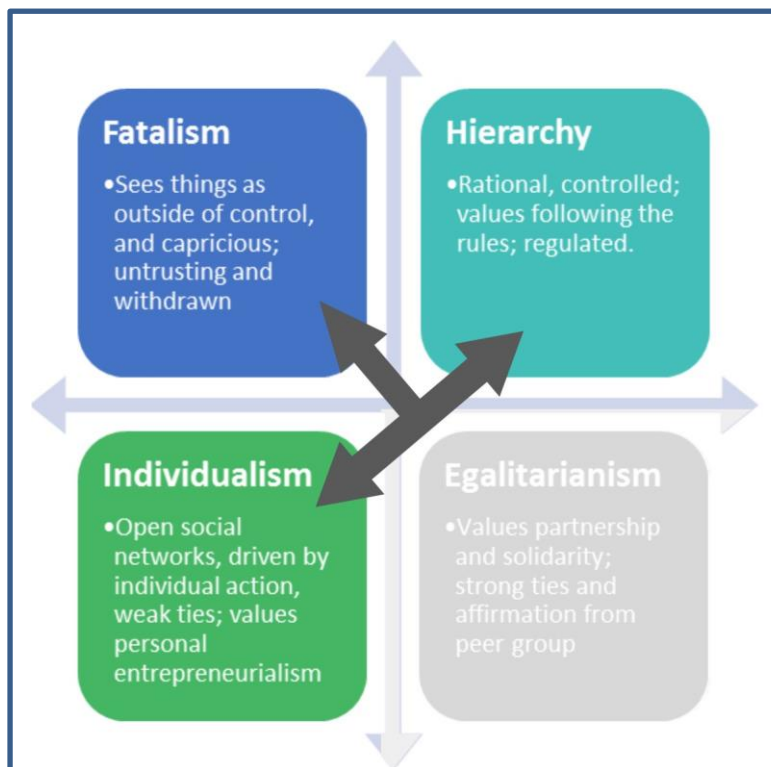 Fatalism
•Sees things as
outside of control,
and capricious;
untrusting and
withdrawn
Hierarchy
•Rational, controlled;
values following the
rules; regulated.
Individualism
•Open social
networks, driven by
individual action,
weak ties; values
personal
entrepreneurialism
Egalitarianism
•Values partnership
and solidarity;
strong ties and
affirmation from
peer group